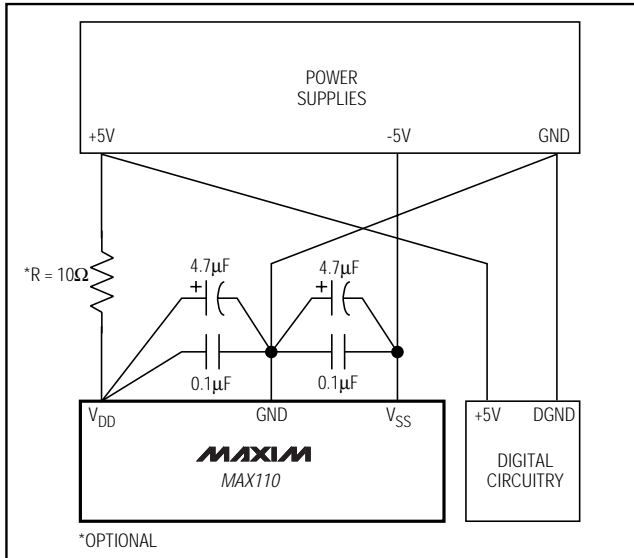 POWER
SUPPLIES
+5V -5V GND
*R = 10Ω
4.7µF 4.7µF
+ +
0.1µF 0.1µF
VDD GND VSS
+5V DGND
MAXIM
MAX110
DIGITAL
CIRCUITRY
*OPTIONAL